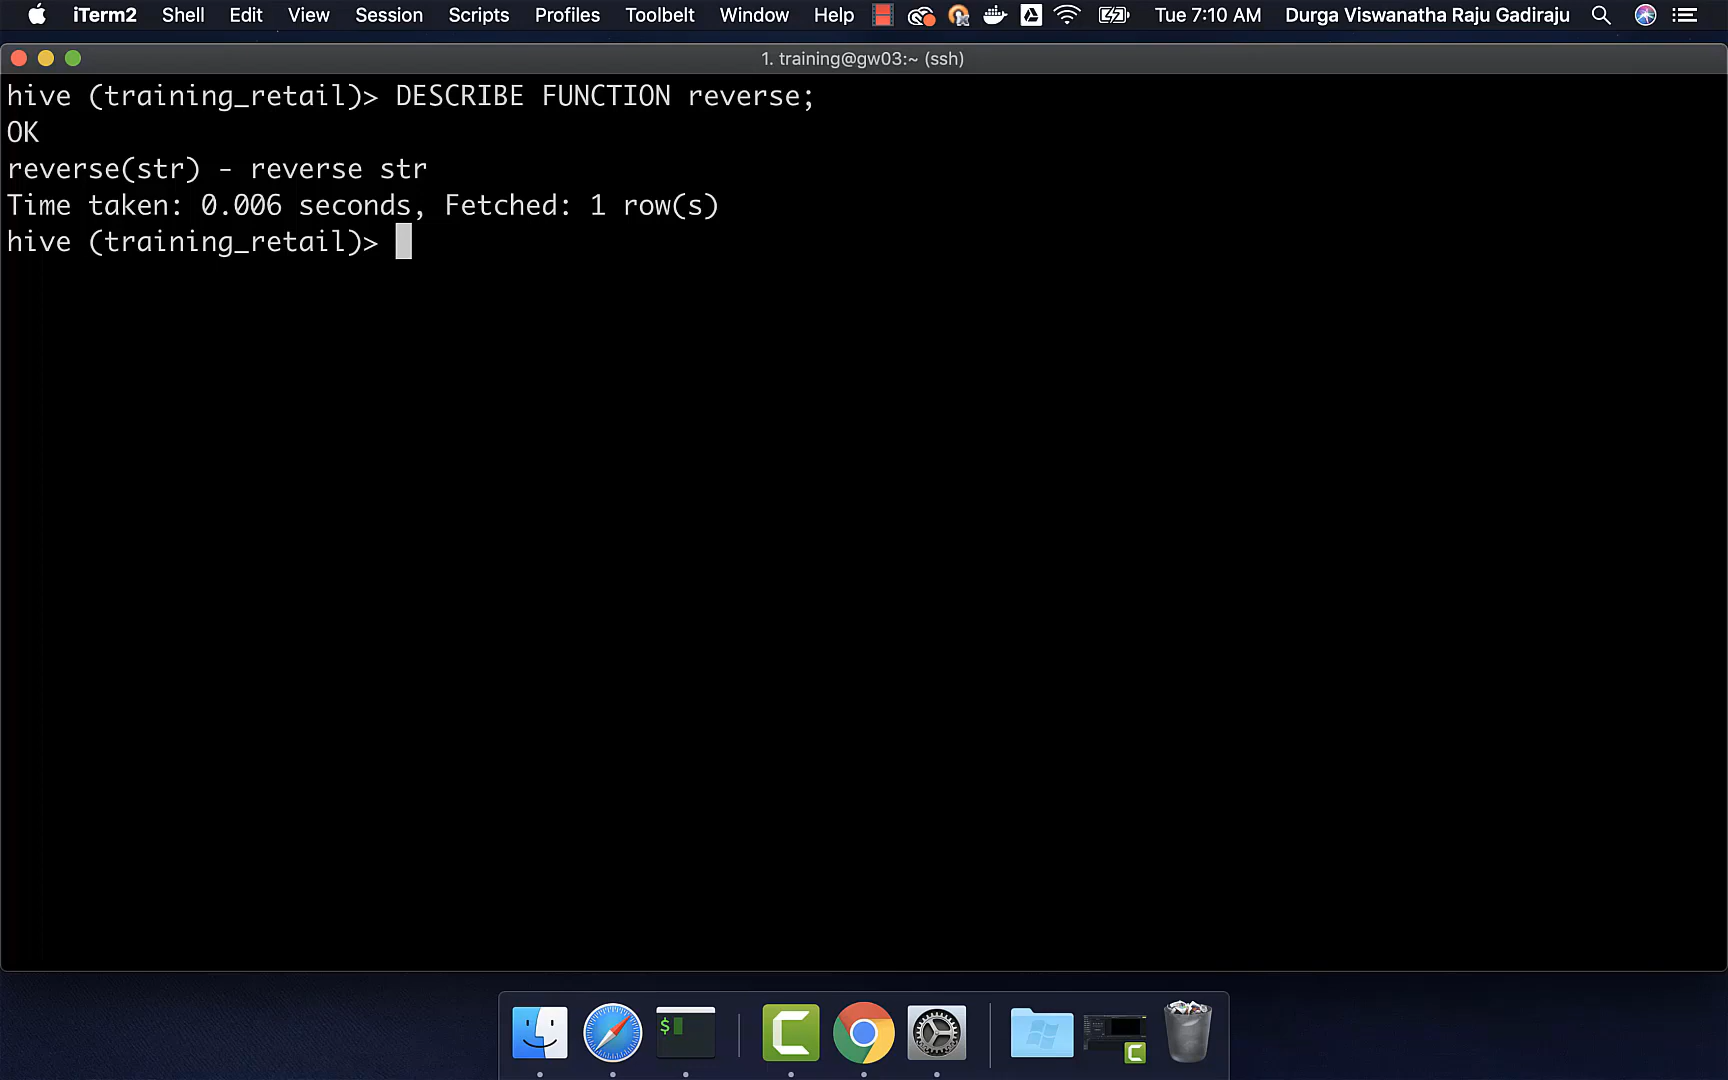 iTerm2 Shell Edit View Session Scripts Profiles Toolbelt Window Help Tue 7:10 AM Durga Viswanatha Raju Gadiraju
1. training@gw03:~ (ssh)
hive (training_retail)> DESCRIBE FUNCTION reverse;
OK
reverse(str) - reverse str
Time taken: 0.006 seconds, Fetched: 1 row(s)
hive (training_retail)>
$